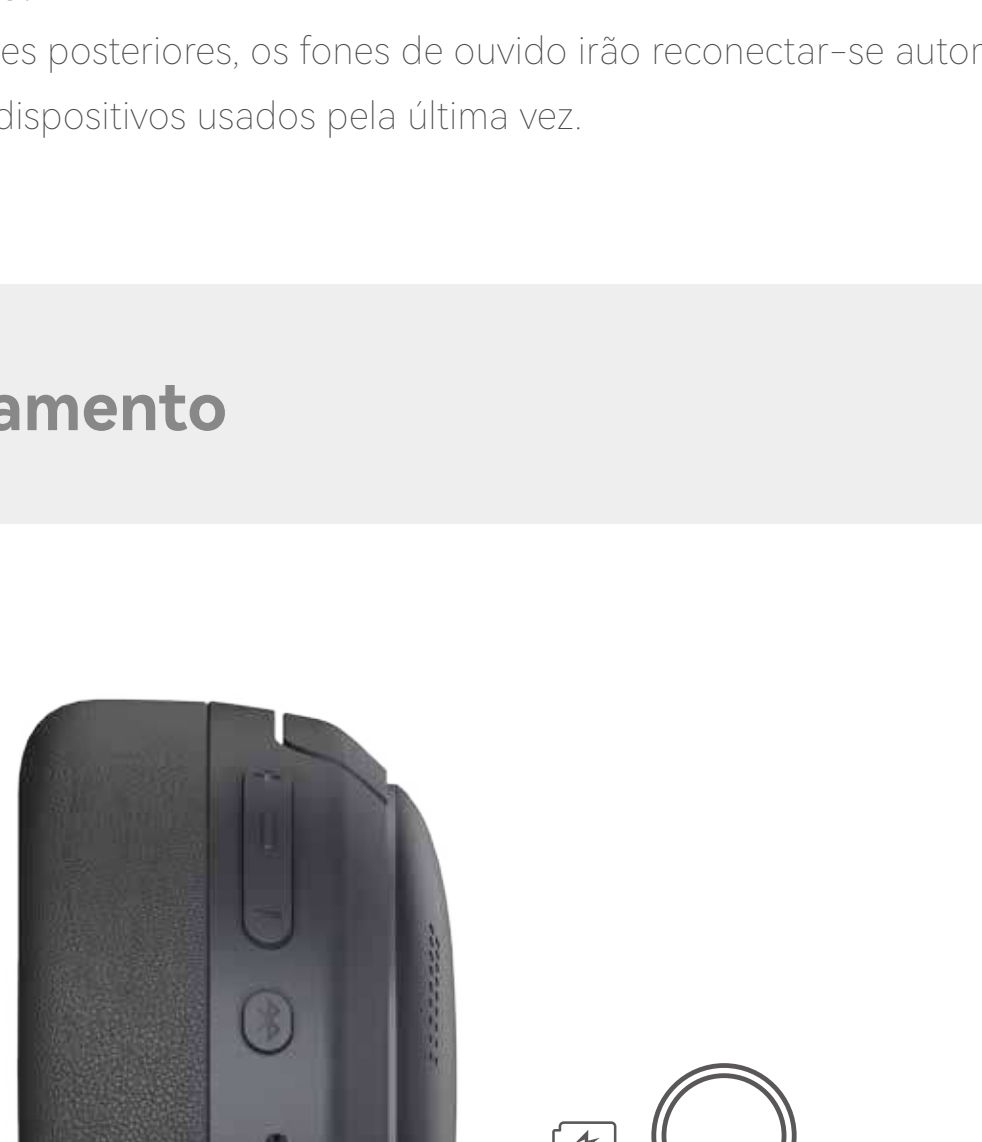 es posteriores, os fones de ouvido irão reconectar-se autor
dispositivos usados pela última vez.
amento